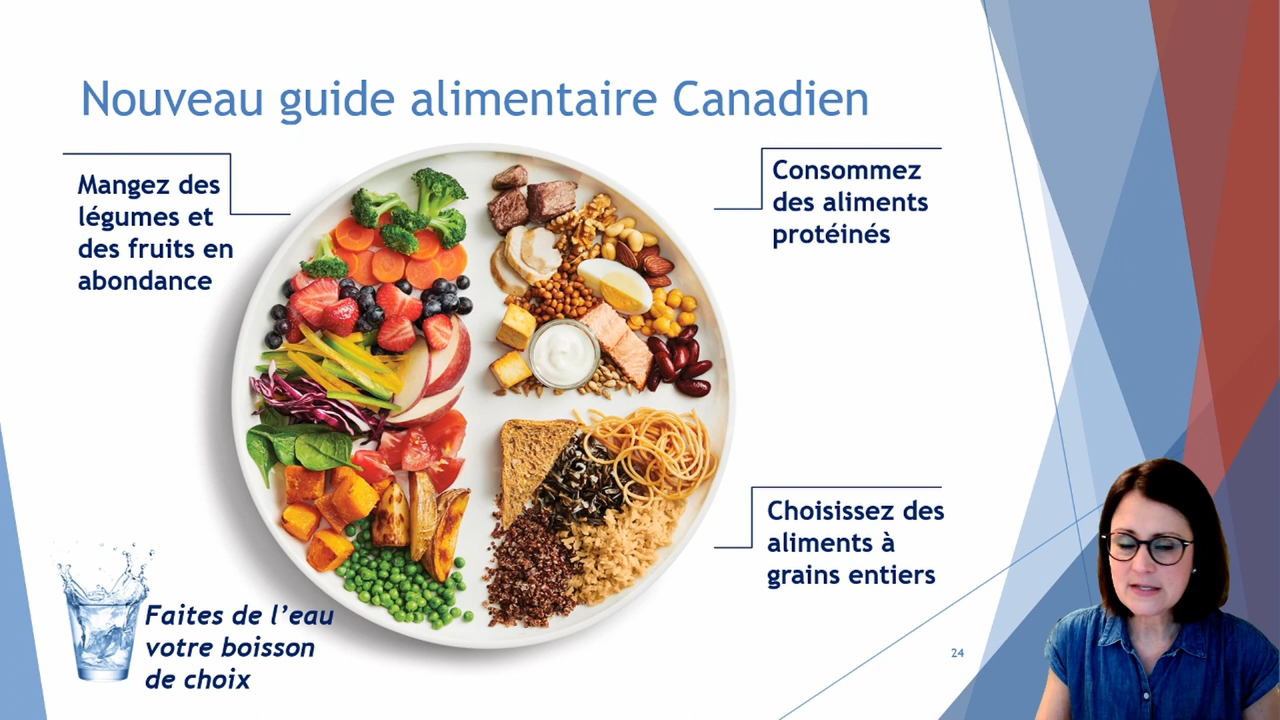 Nouveau guide alimentaire Canadien
Mangez des
légumes et
des fruits en
abondance
Consommez
des aliments
protéinés
Choisissez des
aliments à
grains entiers
Faites de l’eau
votre boisson
de choix
24